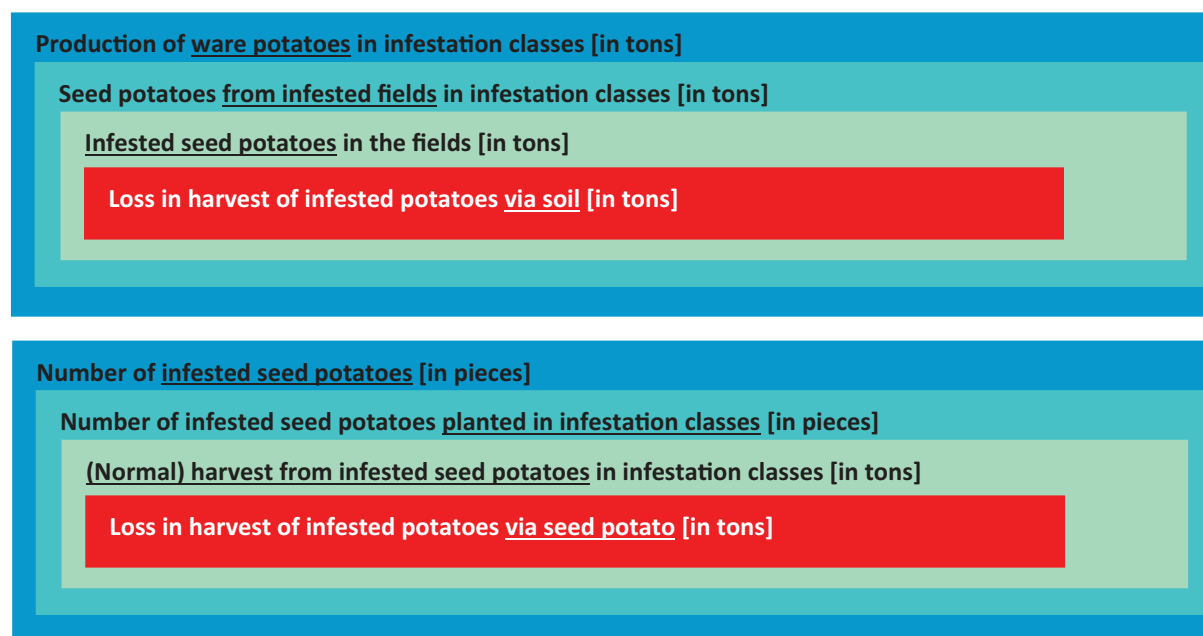 Production of ware potatoes in infestation classes [in tons]
Seed potatoes from infested fields in infestation classes [in tons]
Infested seed potatoes in the fields [in tons]
Loss in harvest of infested potatoes via soil [in tons]
Number of infested seed potatoes [in pieces]
Number of infested seed potatoes planted in infestation classes [in pieces]
(Normal) harvest from infested seed potatoes in infestation classes [in tons]
Loss in harvest of infested potatoes via seed potato [in tons]